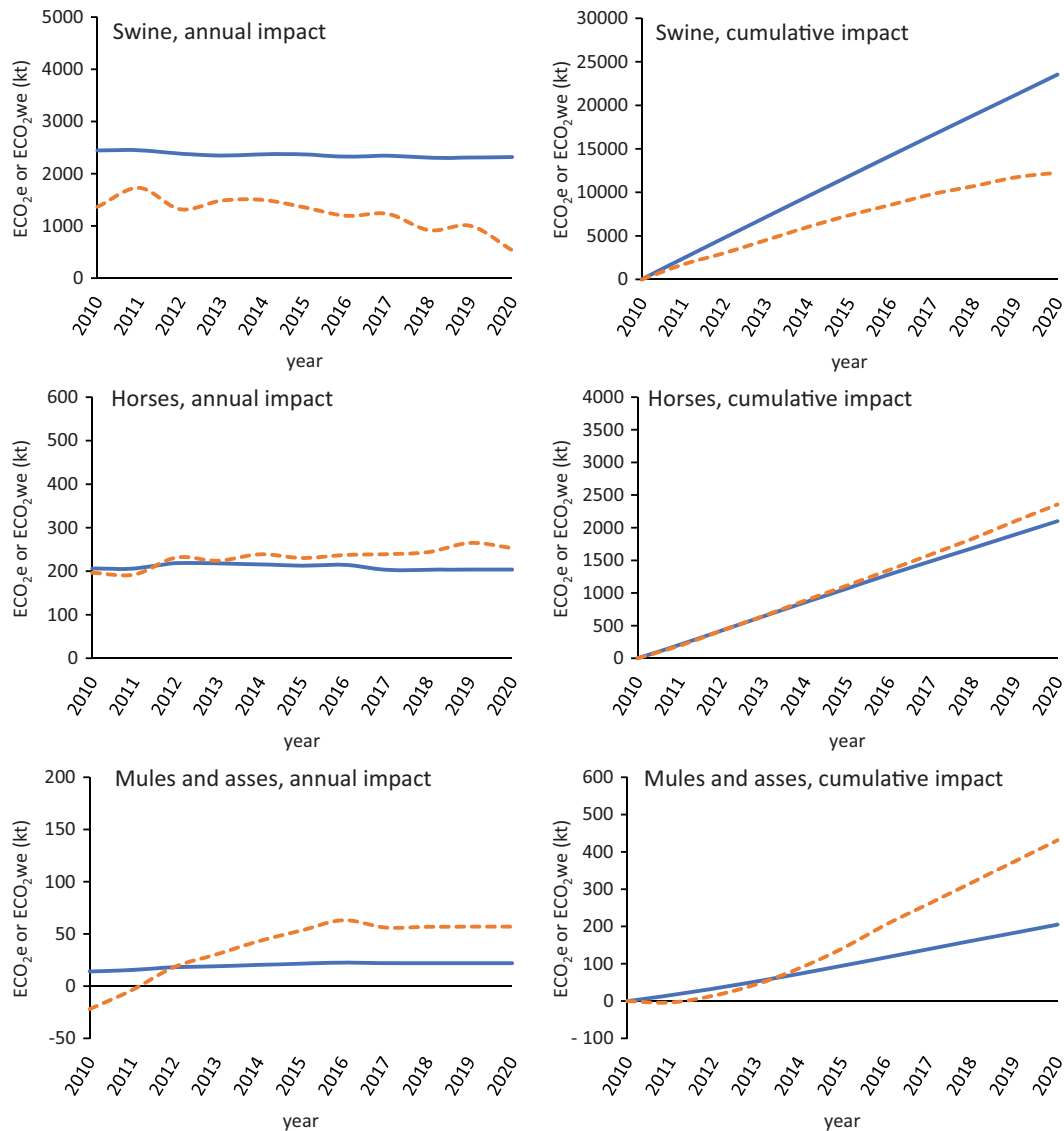 Swine, annual impact
ECO₂e or ECO₂we (kt)
5000
4000
3000
2000
1000
0
2010 2011 2012 2013 2014 2015 2016 2017 2018 2019 2020
year
Swine, cumulative impact
ECO₂e or ECO₂we (kt)
30000
25000
20000
15000
10000
5000
0
2010 2011 2012 2013 2014 2015 2016 2017 2018 2019 2020
year
Horses, annual impact
ECO₂e or ECO₂we (kt)
600
500
400
300
200
100
0
2010 2011 2012 2013 2014 2015 2016 2017 2018 2019 2020
year
Horses, cumulative impact
ECO₂e or ECO₂we (kt)
4000
3500
3000
2500
2000
1500
1000
500
0
2010 2011 2012 2013 2014 2015 2016 2017 2018 2019 2020
year
Mules and asses, annual impact
ECO₂e or ECO₂we (kt)
200
150
100
50
0
-50
2010 2011 2012 2013 2014 2015 2016 2017 2018 2019 2020
year
Mules and asses, cumulative impact
ECO₂e or ECO₂we (kt)
600
500
400
300
200
100
0
- 100
2010 2011 2012 2013 2014 2015 2016 2017 2018 2019 2020
year